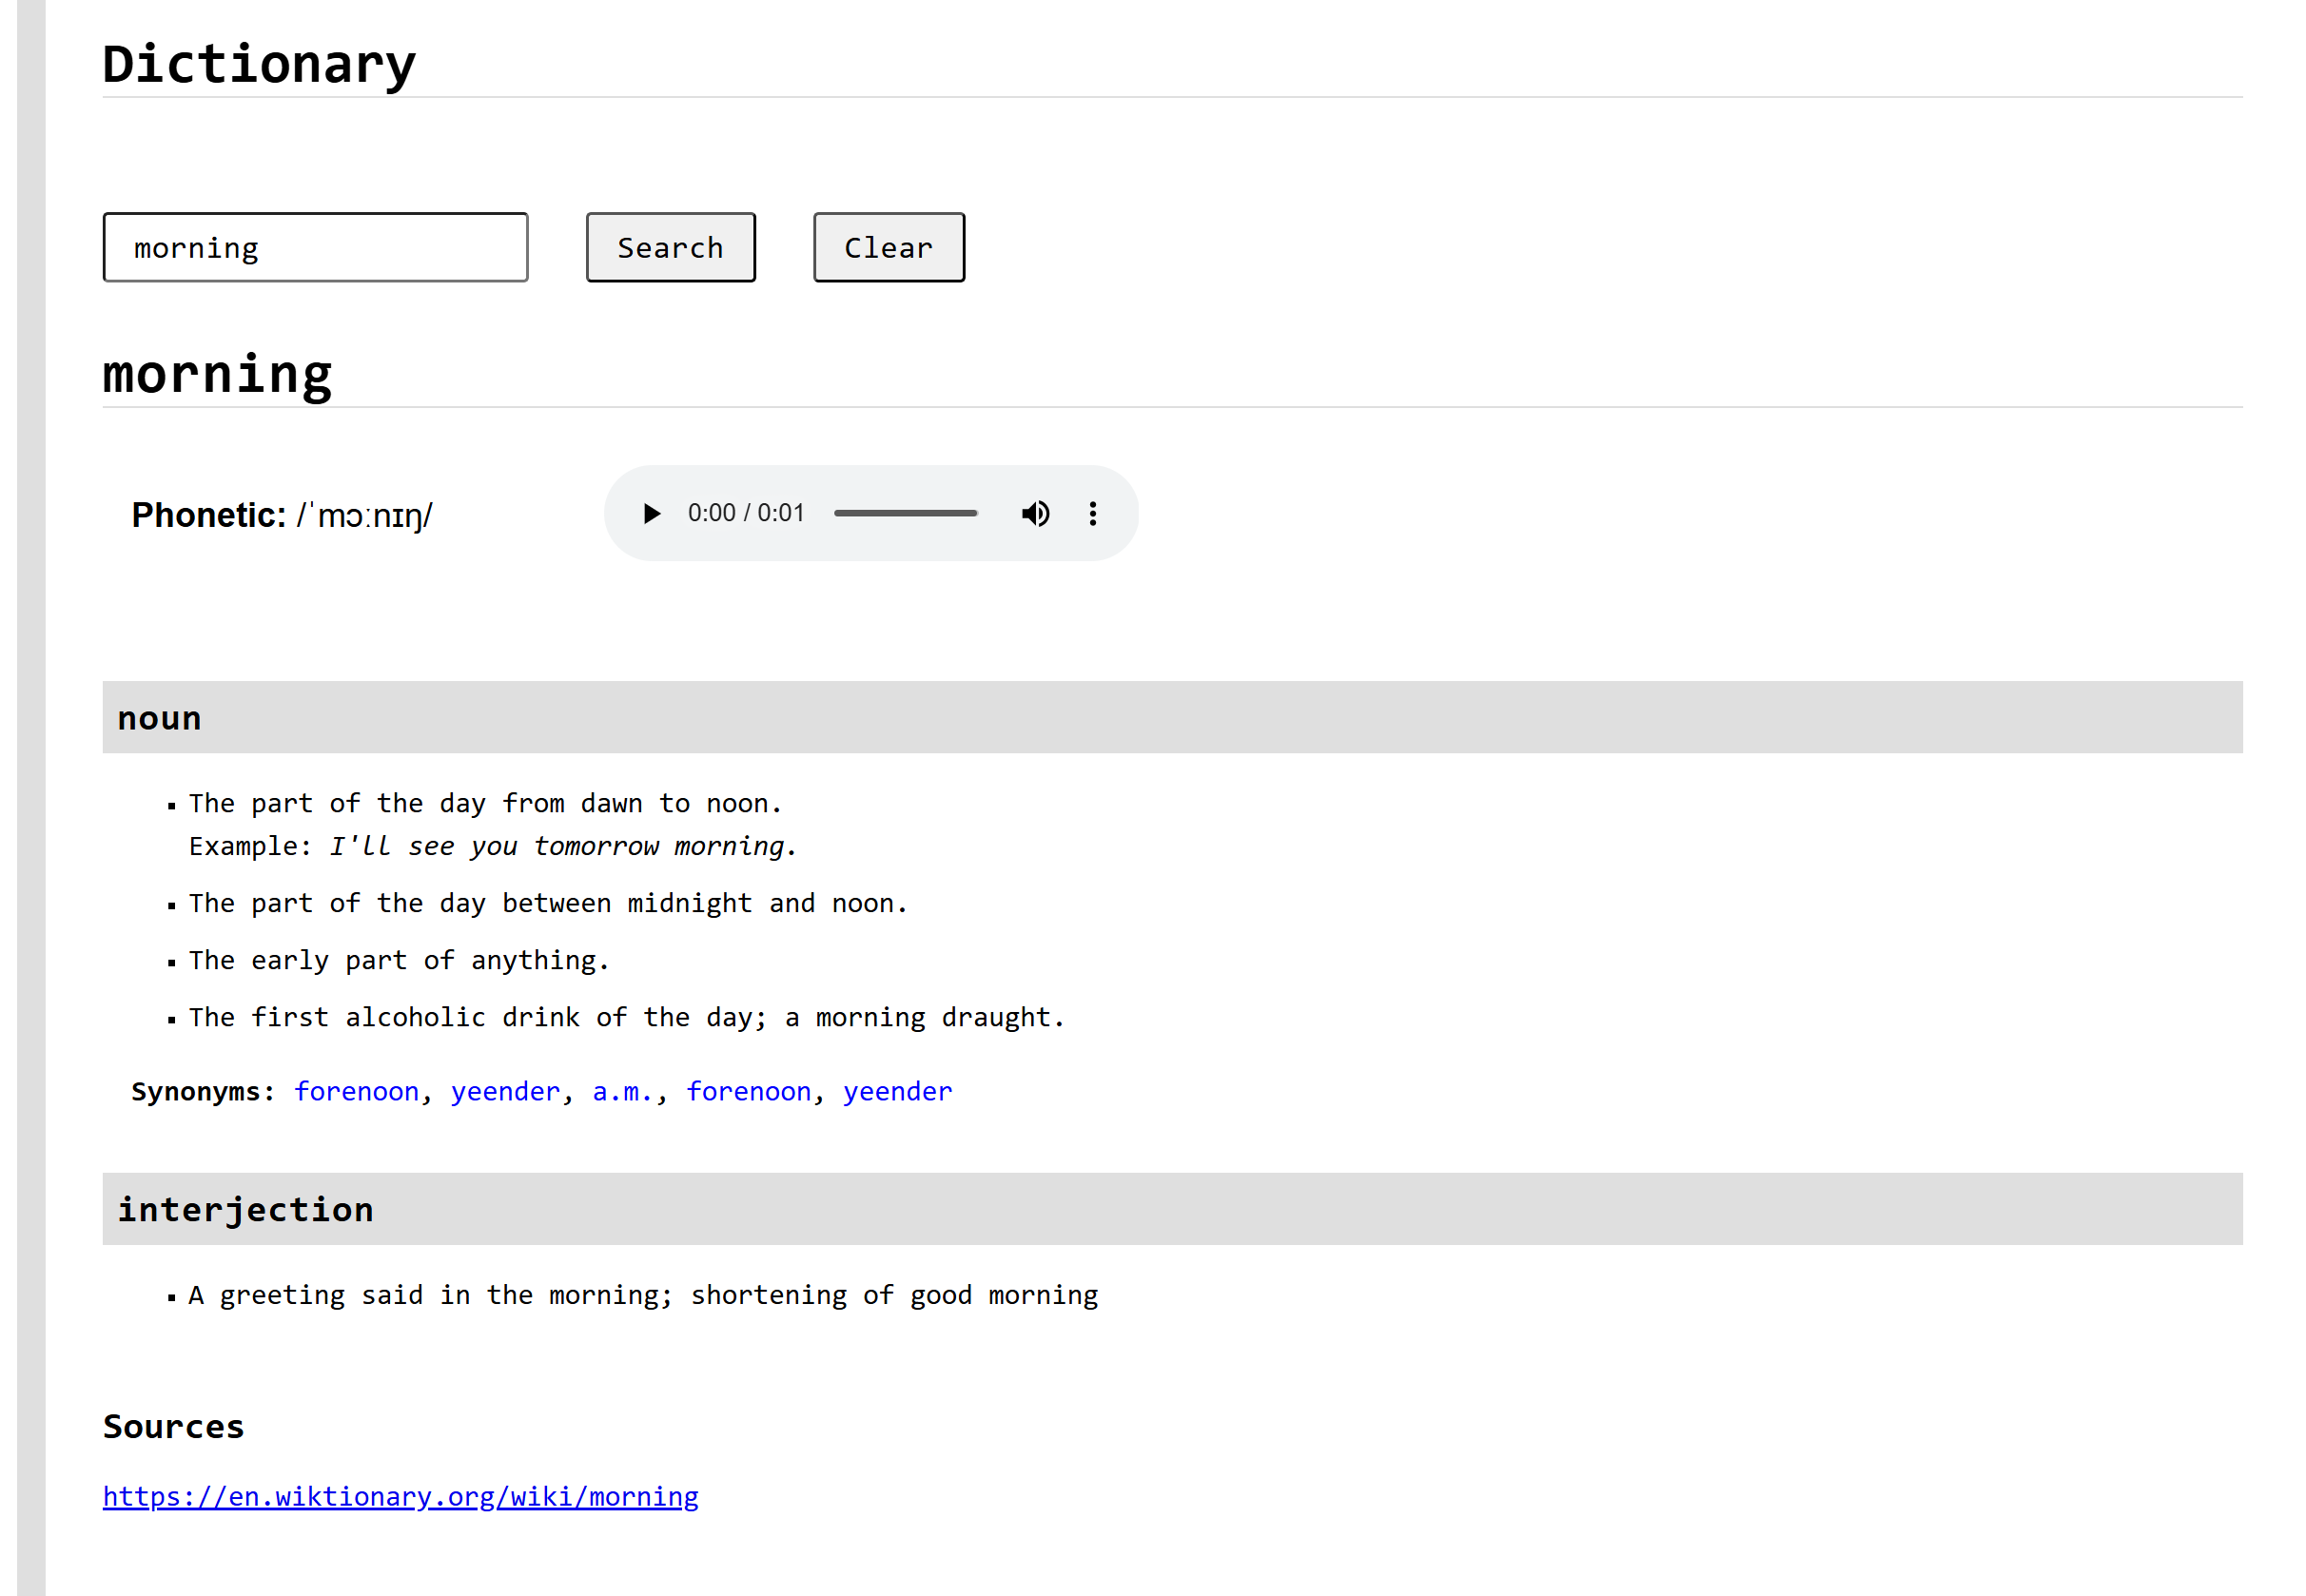 Dictionary
morning
Search
Clear
morning
Phonetic: /ˈmɔːnɪŋ/
0:00 / 0:01
noun
The part of the day from dawn to noon.
Example: I'll see you tomorrow morning.
The part of the day between midnight and noon.
The early part of anything.
The first alcoholic drink of the day; a morning draught.
Synonyms: forenoon, yeender, a.m., forenoon, yeender
interjection
A greeting said in the morning; shortening of good morning
Sources
https://en.wiktionary.org/wiki/morning